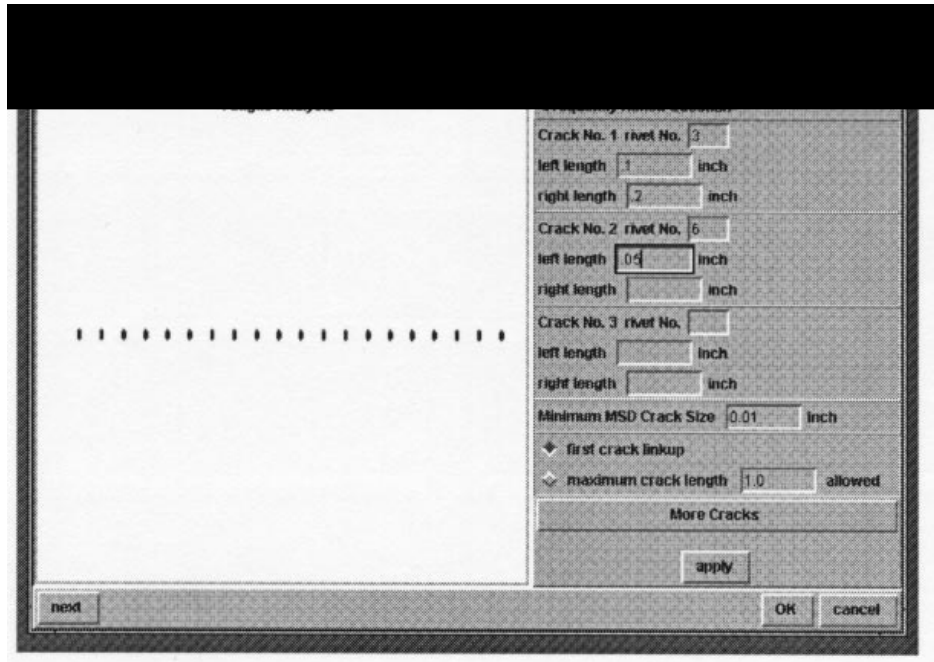 Crack No. 1 rivet No. 3
left length .1 inch
right length .2 inch
Crack No. 2 rivet No. 6
left length .05 inch
right length inch
Crack No. 3 rivet No.
left length inch
right length inch
Minimum MSD Crack Size 0.01 inch
first crack linkup
maximum crack length 1.0 allowed
More Cracks
apply
next
OK cancel